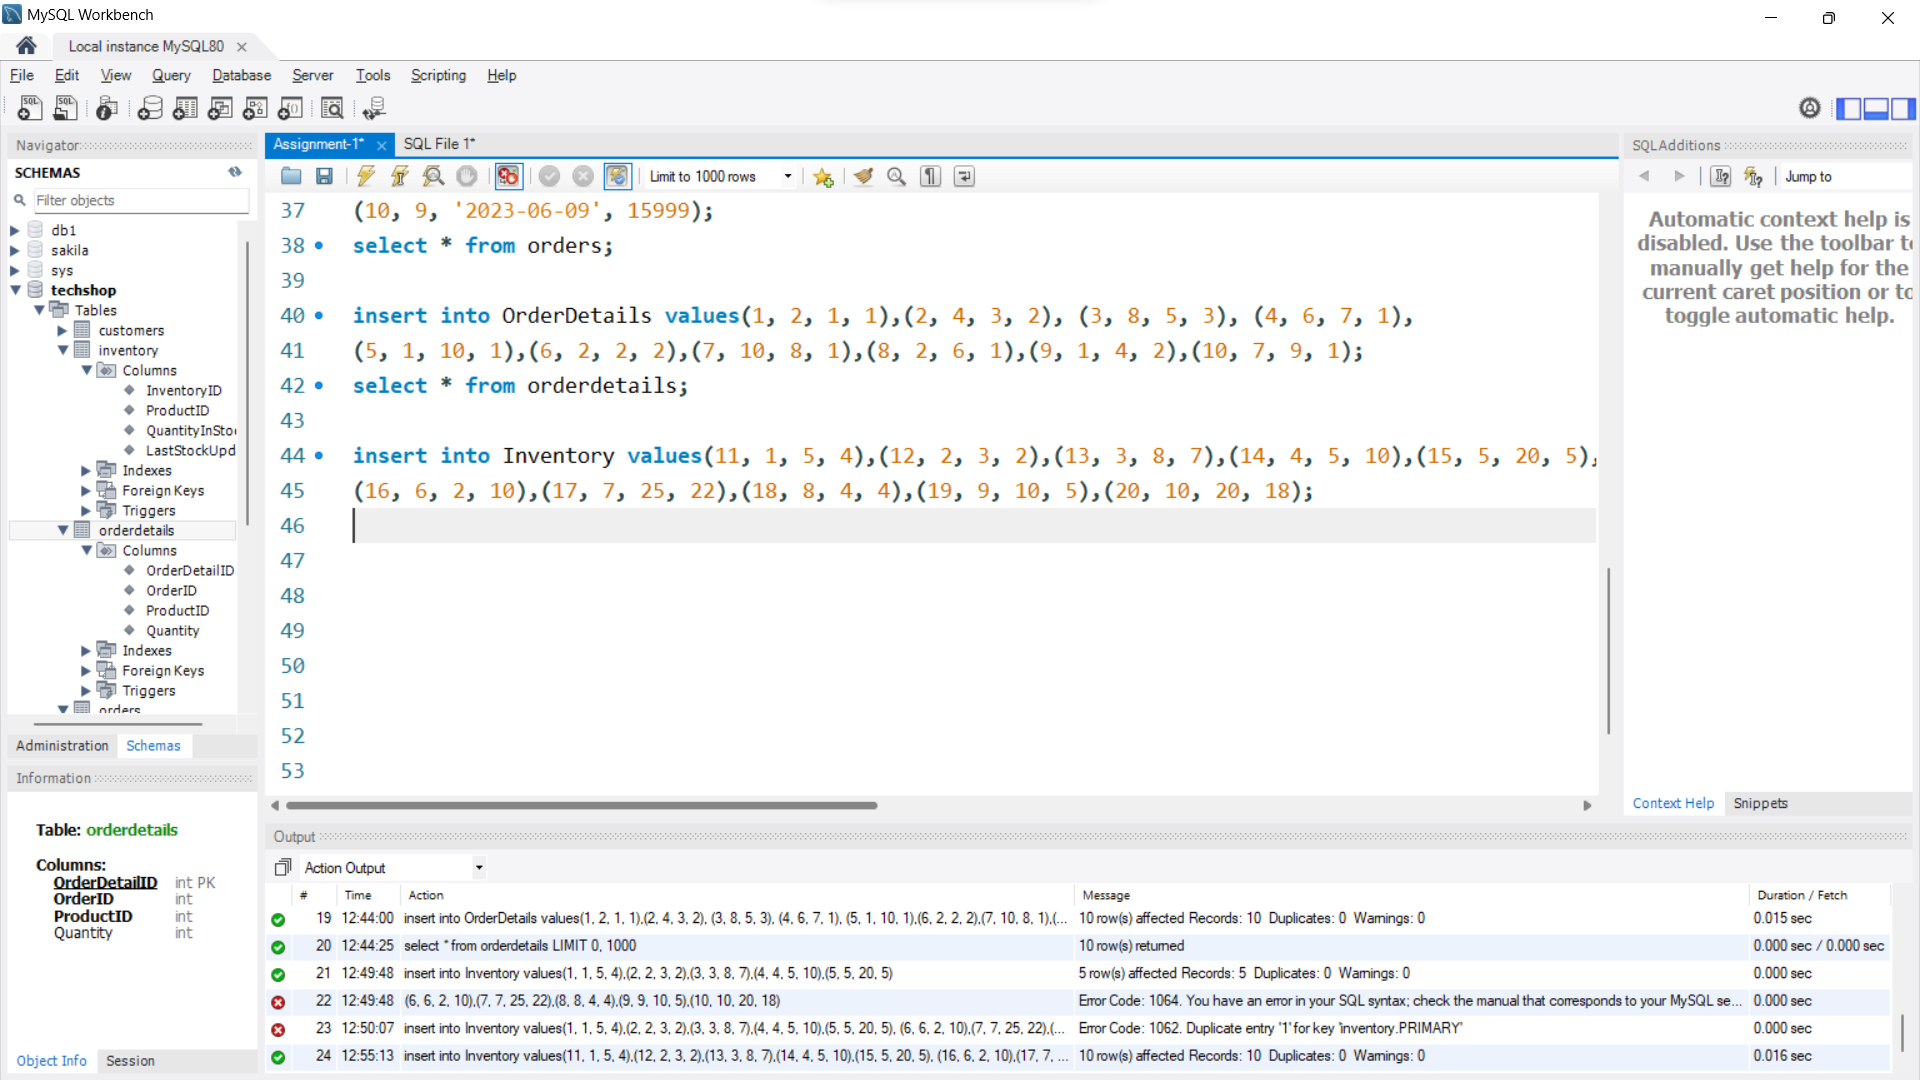 MySQL Workbench
Local instance MySQL80
File Edit View Query Database Server Tools Scripting Help
Navigator
SCHEMAS
Filter objects
db1
sakila
sys
techshop
Tables
customers
inventory
Columns
InventoryID
ProductID
QuantityInSto
LastStockUpd
Indexes
Foreign Keys
Triggers
orderdetails
Columns
OrderDetailID
OrderID
ProductID
Quantity
Indexes
Foreign Keys
Triggers
orders
Administration Schemas
Information
Table: orderdetails
Columns:
OrderDetailID int PK
OrderID int
ProductID int
Quantity int
Object Info Session
Assignment-1* SQL File 1*
Limit to 1000 rows
37 (10, 9, '2023-06-09', 15999);
38 select * from orders;
39
40 insert into OrderDetails values(1, 2, 1, 1),(2, 4, 3, 2), (3, 8, 5, 3), (4, 6, 7, 1),
41 (5, 1, 10, 1),(6, 2, 2, 2),(7, 10, 8, 1),(8, 2, 6, 1),(9, 1, 4, 2),(10, 7, 9, 1);
42 select * from orderdetails;
43
44 insert into Inventory values(11, 1, 5, 4),(12, 2, 3, 2),(13, 3, 8, 7),(14, 4, 5, 10),(15, 5, 20, 5),
45 (16, 6, 2, 10),(17, 7, 25, 22),(18, 8, 4, 4),(19, 9, 10, 5),(20, 10, 20, 18);
46
47
48
49
50
51
52
53
SQLAdditions
Jump to
Automatic context help is
disabled. Use the toolbar to
manually get help for the
current caret position or to
toggle automatic help.
Context Help Snippets
Output
Action Output
# Time Action Message Duration / Fetch
19 12:44:00 insert into OrderDetails values(1, 2, 1, 1),(2, 4, 3, 2), (3, 8, 5, 3), (4, 6, 7, 1), (5, 1, 10, 1),(6, 2, 2, 2),(7, 10, 8, 1),(... 10 row(s) affected Records: 10 Duplicates: 0 Warnings: 0 0.015 sec
20 12:44:25 select * from orderdetails LIMIT 0, 1000 10 row(s) returned 0.000 sec / 0.000 sec
21 12:49:48 insert into Inventory values(1, 1, 5, 4),(2, 2, 3, 2),(3, 3, 8, 7),(4, 4, 5, 10),(5, 5, 20, 5) 5 row(s) affected Records: 5 Duplicates: 0 Warnings: 0 0.000 sec
22 12:49:48 (6, 6, 2, 10),(7, 7, 25, 22),(8, 8, 4, 4),(9, 9, 10, 5),(10, 10, 20, 18) Error Code: 1064. You have an error in your SQL syntax; check the manual that corresponds to your MySQL se... 0.000 sec
23 12:50:07 insert into Inventory values(1, 1, 5, 4),(2, 2, 3, 2),(3, 3, 8, 7),(4, 4, 5, 10),(5, 5, 20, 5), (6, 6, 2, 10),(7, 7, 25, 22),(... Error Code: 1062. Duplicate entry '1' for key 'inventory.PRIMARY' 0.000 sec
24 12:55:13 insert into Inventory values(11, 1, 5, 4),(12, 2, 3, 2),(13, 3, 8, 7),(14, 4, 5, 10),(15, 5, 20, 5), (16, 6, 2, 10),(17, 7, ... 10 row(s) affected Records: 10 Duplicates: 0 Warnings: 0 0.016 sec